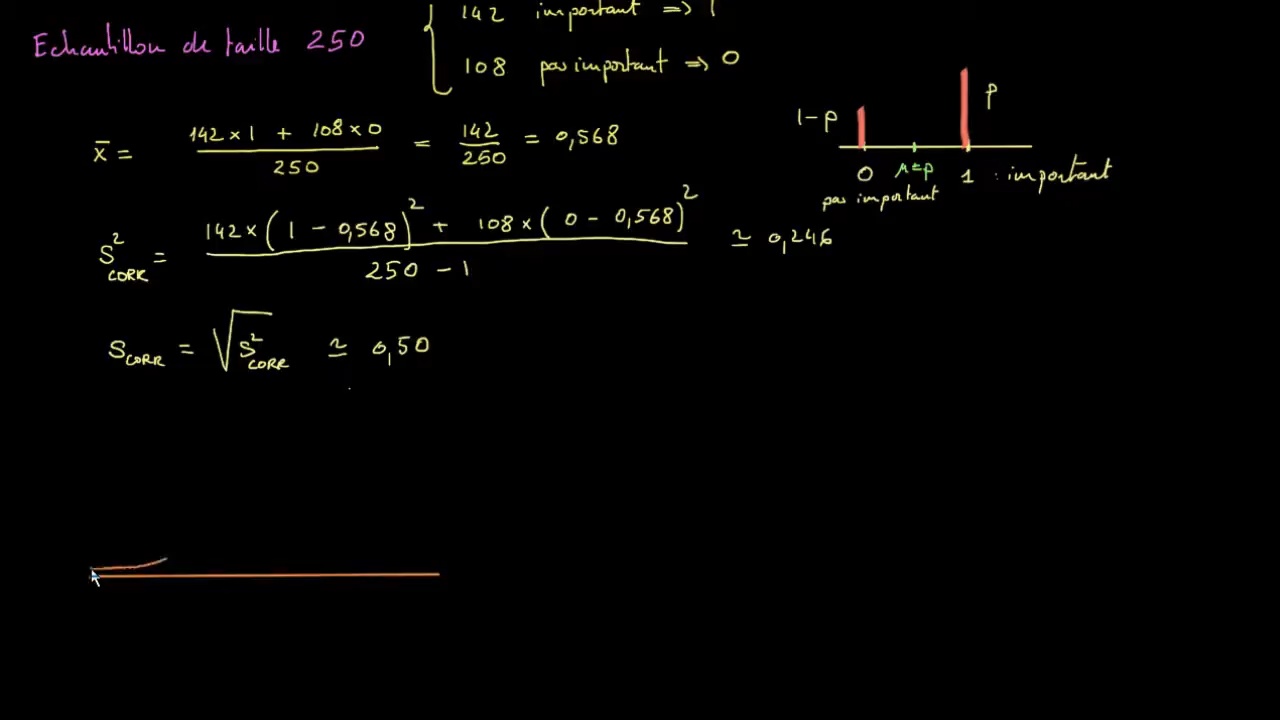 142 important => 1
Echantillon de taille 250
108 pas important => 0
x̄ = (142 × 1 + 108 × 0) / 250 = 142 / 250 = 0,568
1-p
p
0 μ=p 1 : important
pas important
S²CORR = (142 × (1 - 0,568)² + 108 × (0 - 0,568)²) / (250 - 1) ≃ 0,246
SCORR = √S²CORR ≃ 0,50